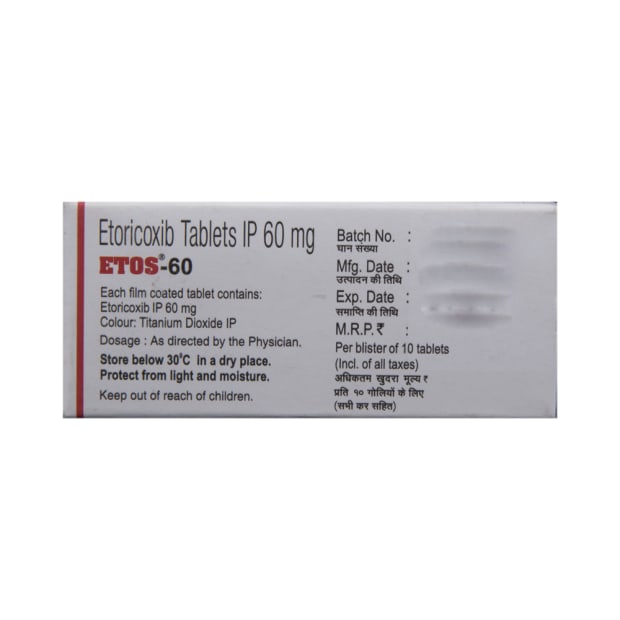 Etoricoxib Tablets IP 60 mg
ETOS®-60
Each film coated tablet contains:
Etoricoxib IP 60 mg
Colour: Titanium Dioxide IP
Dosage : As directed by the Physician.
Store below 30°C in a dry place.
Protect from light and moisture.
Keep out of reach of children.
Batch No. :
घान संख्या
Mfg. Date :
उत्पादन की तिथि
Exp. Date :
समाप्ति की तिथि
M.R.P.₹ :
Per blister of 10 tablets
(Incl. of all taxes)
अधिकतम खुदरा मूल्य ₹
प्रति १० गोलियों के लिए
(सभी कर सहित)